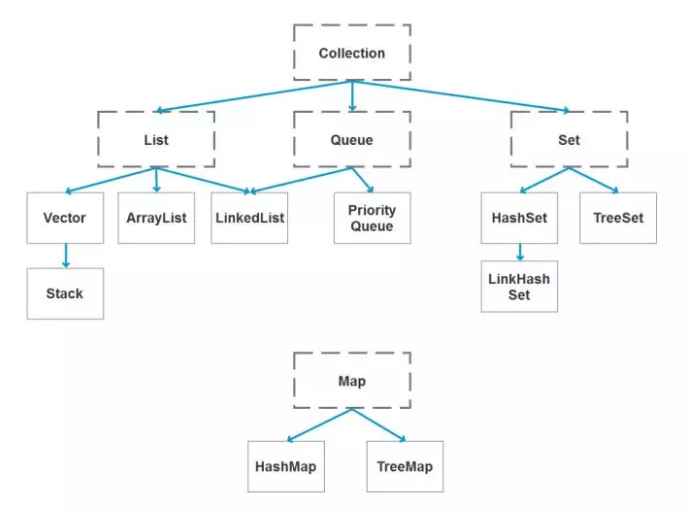 Collection
List
Queue
Set
Vector
ArrayList
LinkedList
Priority
Queue
HashSet
TreeSet
Stack
LinkHash
Set
Map
HashMap
TreeMap